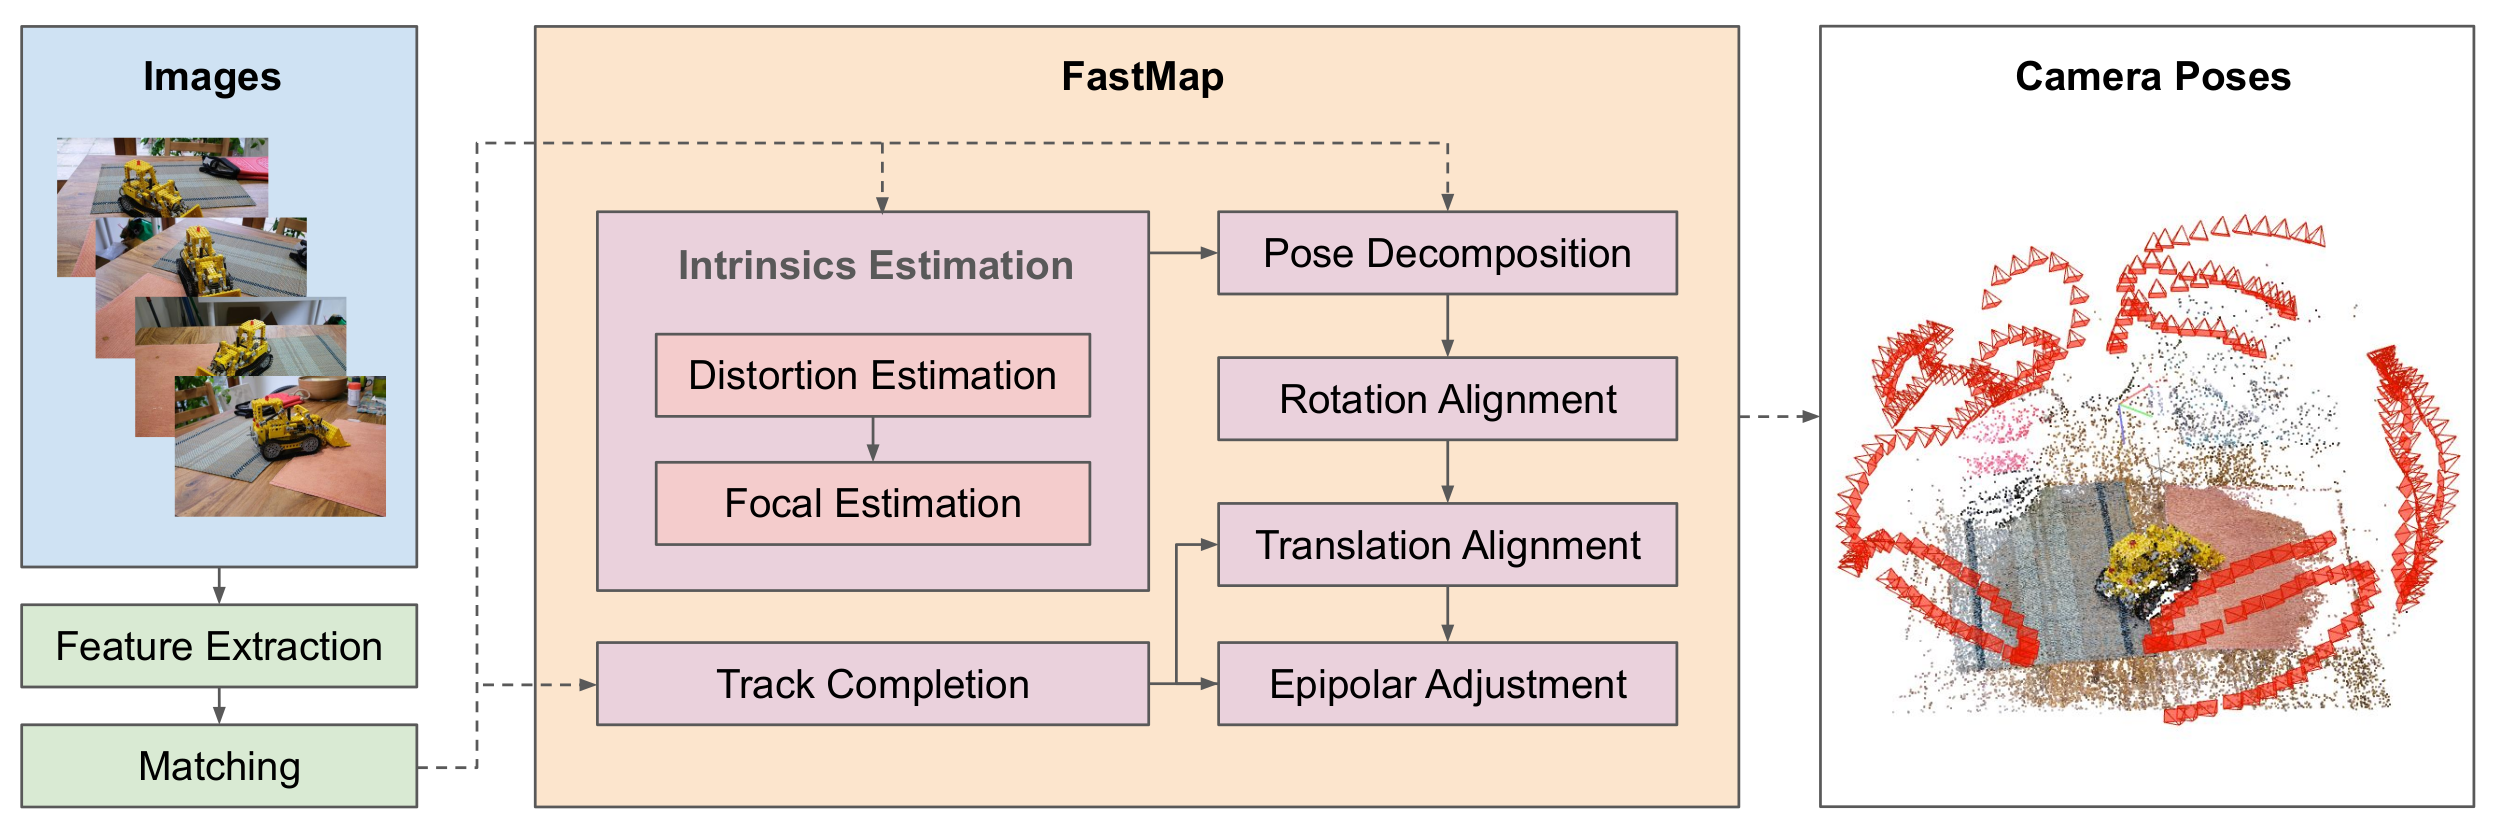 Images
Feature Extraction
Matching
FastMap
Intrinsics Estimation
Distortion Estimation
Focal Estimation
Track Completion
Pose Decomposition
Rotation Alignment
Translation Alignment
Epipolar Adjustment
Camera Poses